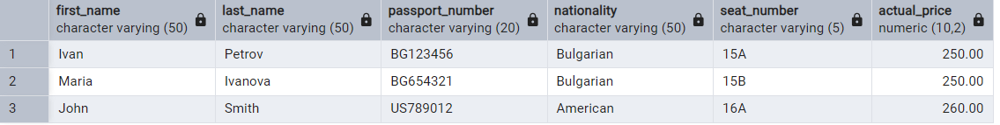 first_name last_name passport_number nationality seat_number actual_price
character varying (50) character varying (50) character varying (20) character varying (50) character varying (5) numeric (10,2)
1 Ivan Petrov BG123456 Bulgarian 15A 250.00
2 Maria Ivanova BG654321 Bulgarian 15B 250.00
3 John Smith US789012 American 16A 260.00